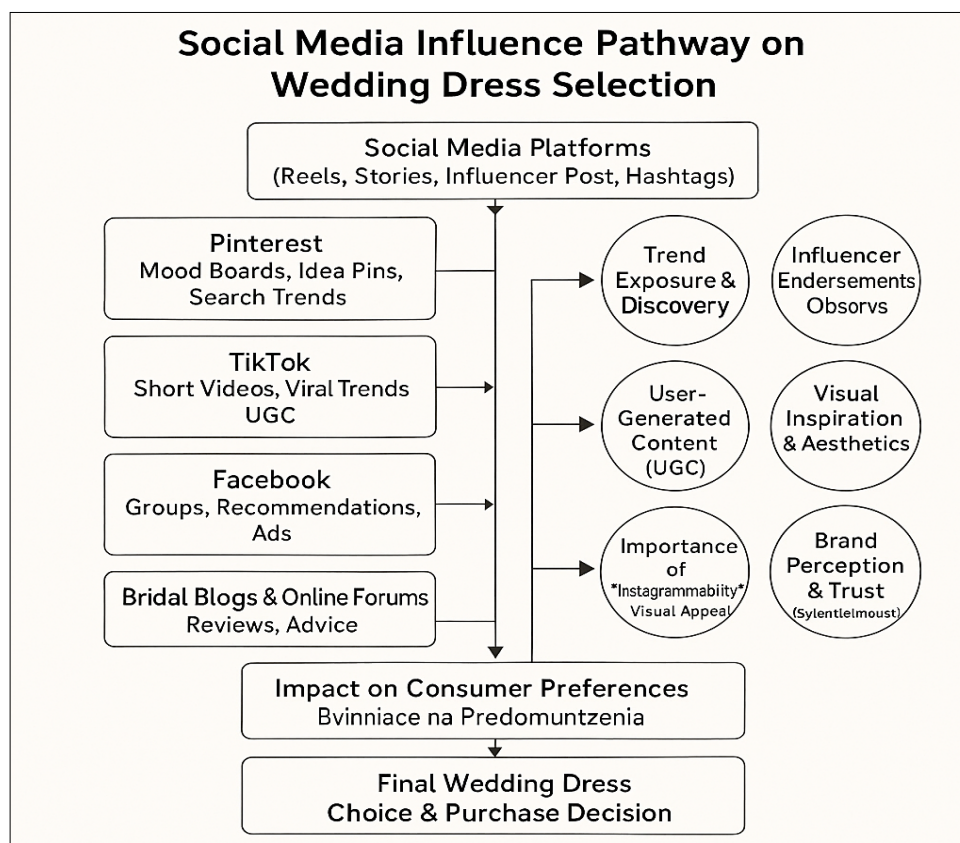 Social Media Influence Pathway on
Wedding Dress Selection
Social Media Platforms
(Reels, Stories, Influencer Post, Hashtags)
Pinterest
Mood Boards, Idea Pins,
Search Trends
TikTok
Short Videos, Viral Trends
UGC
Facebook
Groups, Recommendations,
Ads
Bridal Blogs & Online Forums
Reviews, Advice
Trend
Exposure &
Discovery
Influencer
Endersements
Obsorvs
User-
Generated
Content
(UGC)
Visual
Inspiration
& Aesthetics
Importance
of
"Instagrammabiity"
Visual Appeal
Brand
Perception
& Trust
(Sylentlelmoust)
Impact on Consumer Preferences
Bvinniace na Predomuntzenia
Final Wedding Dress
Choice & Purchase Decision